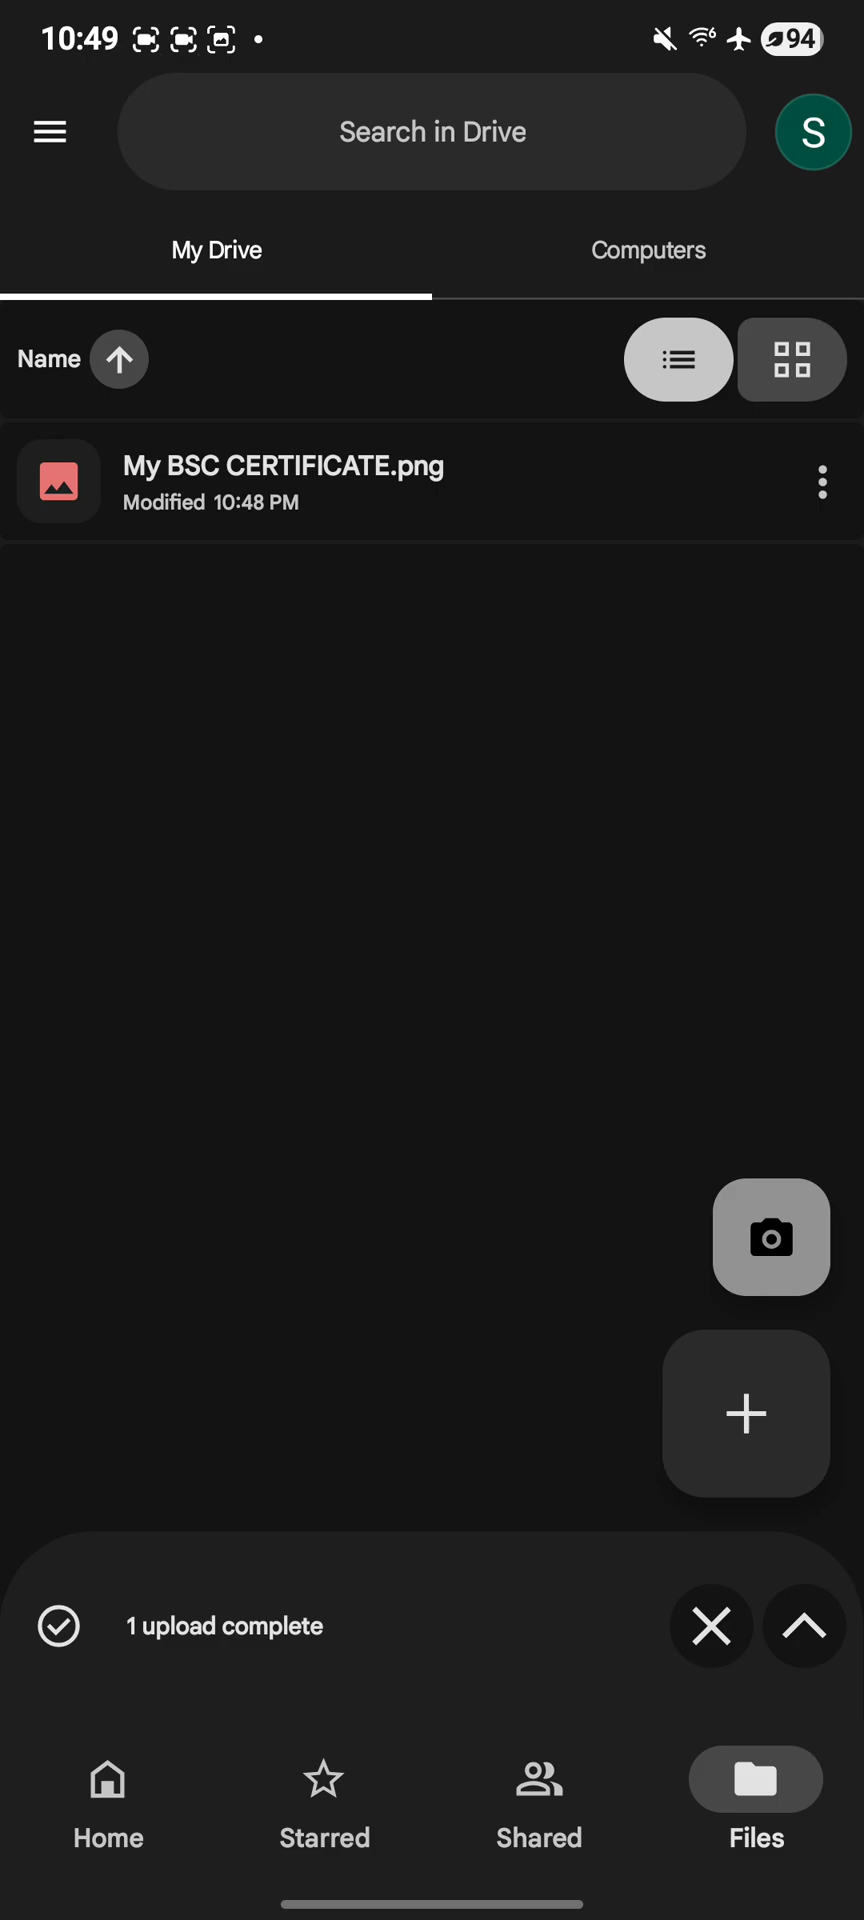 10:49
94
Search in Drive
S
My Drive
Computers
Name
My BSC CERTIFICATE.png
Modified 10:48 PM
1 upload complete
Home
Starred
Shared
Files